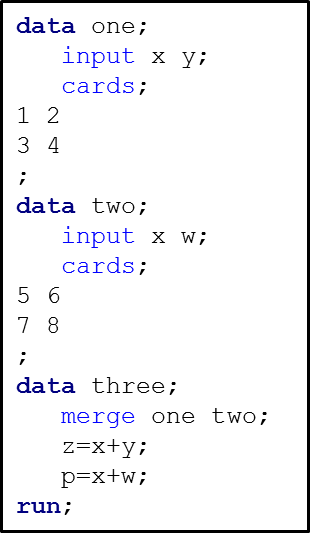 data one;
   input x y;
   cards;
1 2
3 4
;
data two;
   input x w;
   cards;
5 6
7 8
;
data three;
   merge one two;
   z=x+y;
   p=x+w;
run;